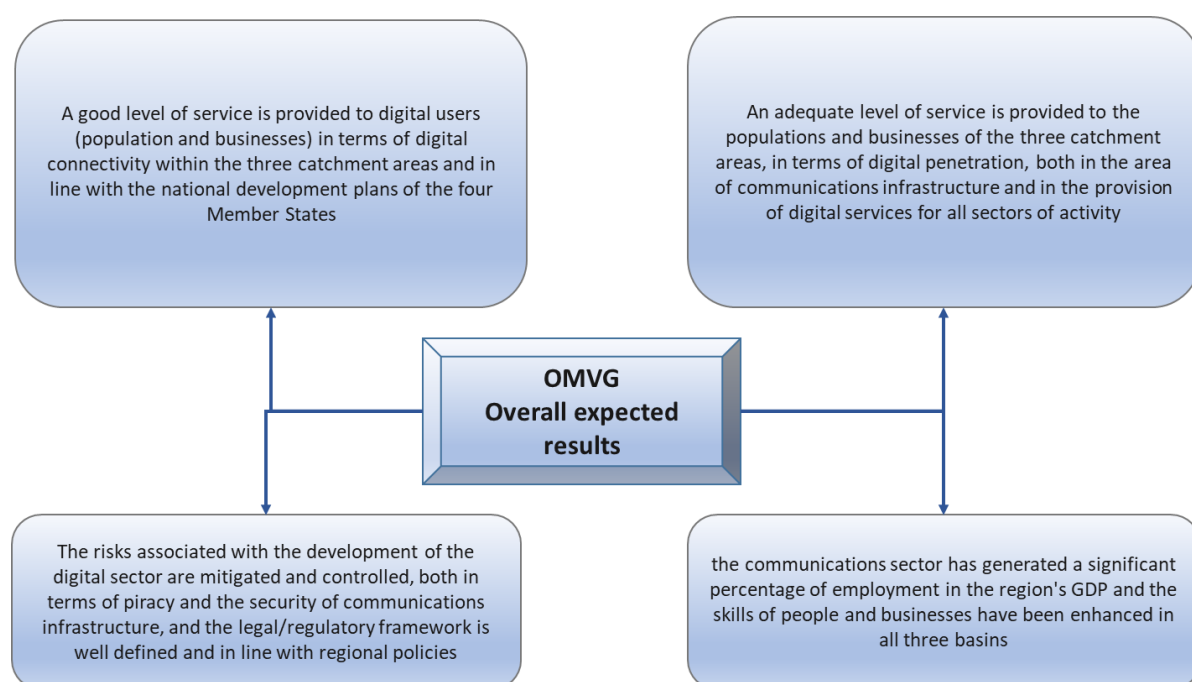 A good level of service is provided to digital users
(population and businesses) in terms of digital
connectivity within the three catchment areas and in
line with the national development plans of the four
Member States
An adequate level of service is provided to the
populations and businesses of the three catchment
areas, in terms of digital penetration, both in the area
of communications infrastructure and in the provision
of digital services for all sectors of activity
OMVG
Overall expected
results
The risks associated with the development of the
digital sector are mitigated and controlled, both in
terms of piracy and the security of communications
infrastructure, and the legal/regulatory framework is
well defined and in line with regional policies
the communications sector has generated a significant
percentage of employment in the region's GDP and the
skills of people and businesses have been enhanced in
all three basins